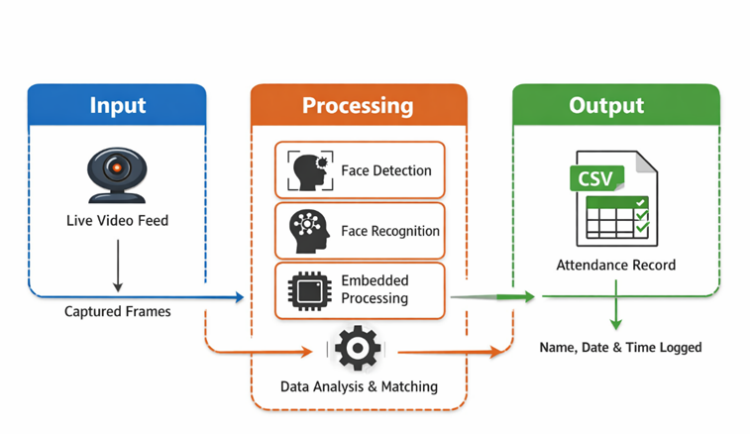 Input
Live Video Feed
Captured Frames
Processing
Face Detection
Face Recognition
Embedded
Processing
Data Analysis & Matching
Output
CSV
Attendance Record
Name, Date & Time Logged